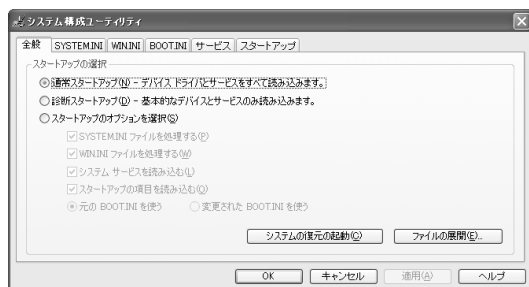 システム構成ユーティリティ
全般 SYSTEM.INI WIN.INI BOOT.INI サービス スタートアップ
スタートアップの選択
通常スタートアップ(N) - デバイス ドライバとサービスをすべて読み込みます。
診断スタートアップ(D) - 基本的なデバイスとサービスのみ読み込みます。
スタートアップのオプションを選択(S)
SYSTEM.INI ファイルを処理する(P)
WIN.INI ファイルを処理する(W)
システム サービスを読み込む(L)
スタートアップの項目を読み込む(O)
元の BOOT.INI を使う 変更された BOOT.INI を使う
システムの復元の起動(C) ファイルの展開(E)...
OK キャンセル 適用(A) ヘルプ